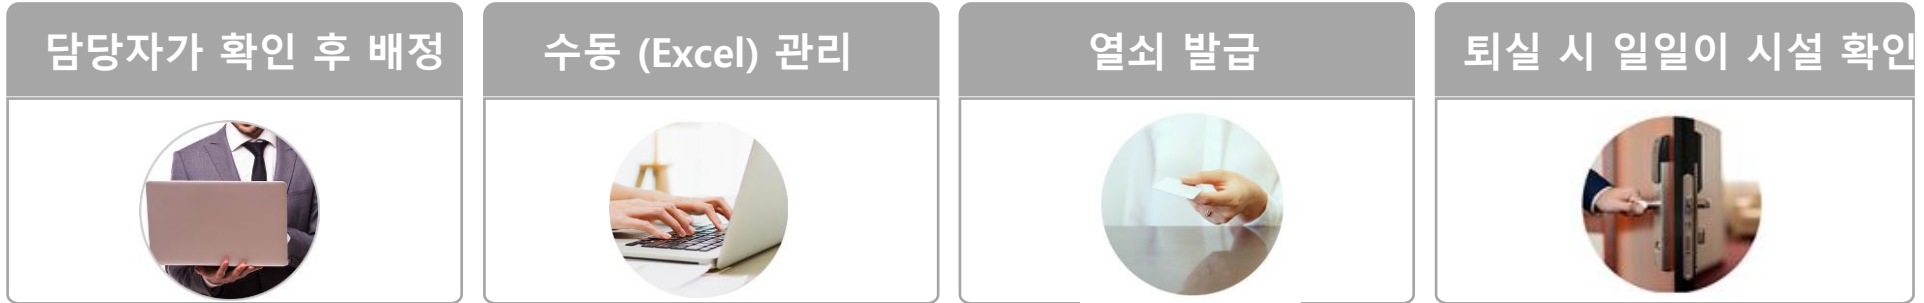 담당자가 확인 후 배정
수동 (Excel) 관리
열쇠 발급
퇴실 시 일일이 시설 확인